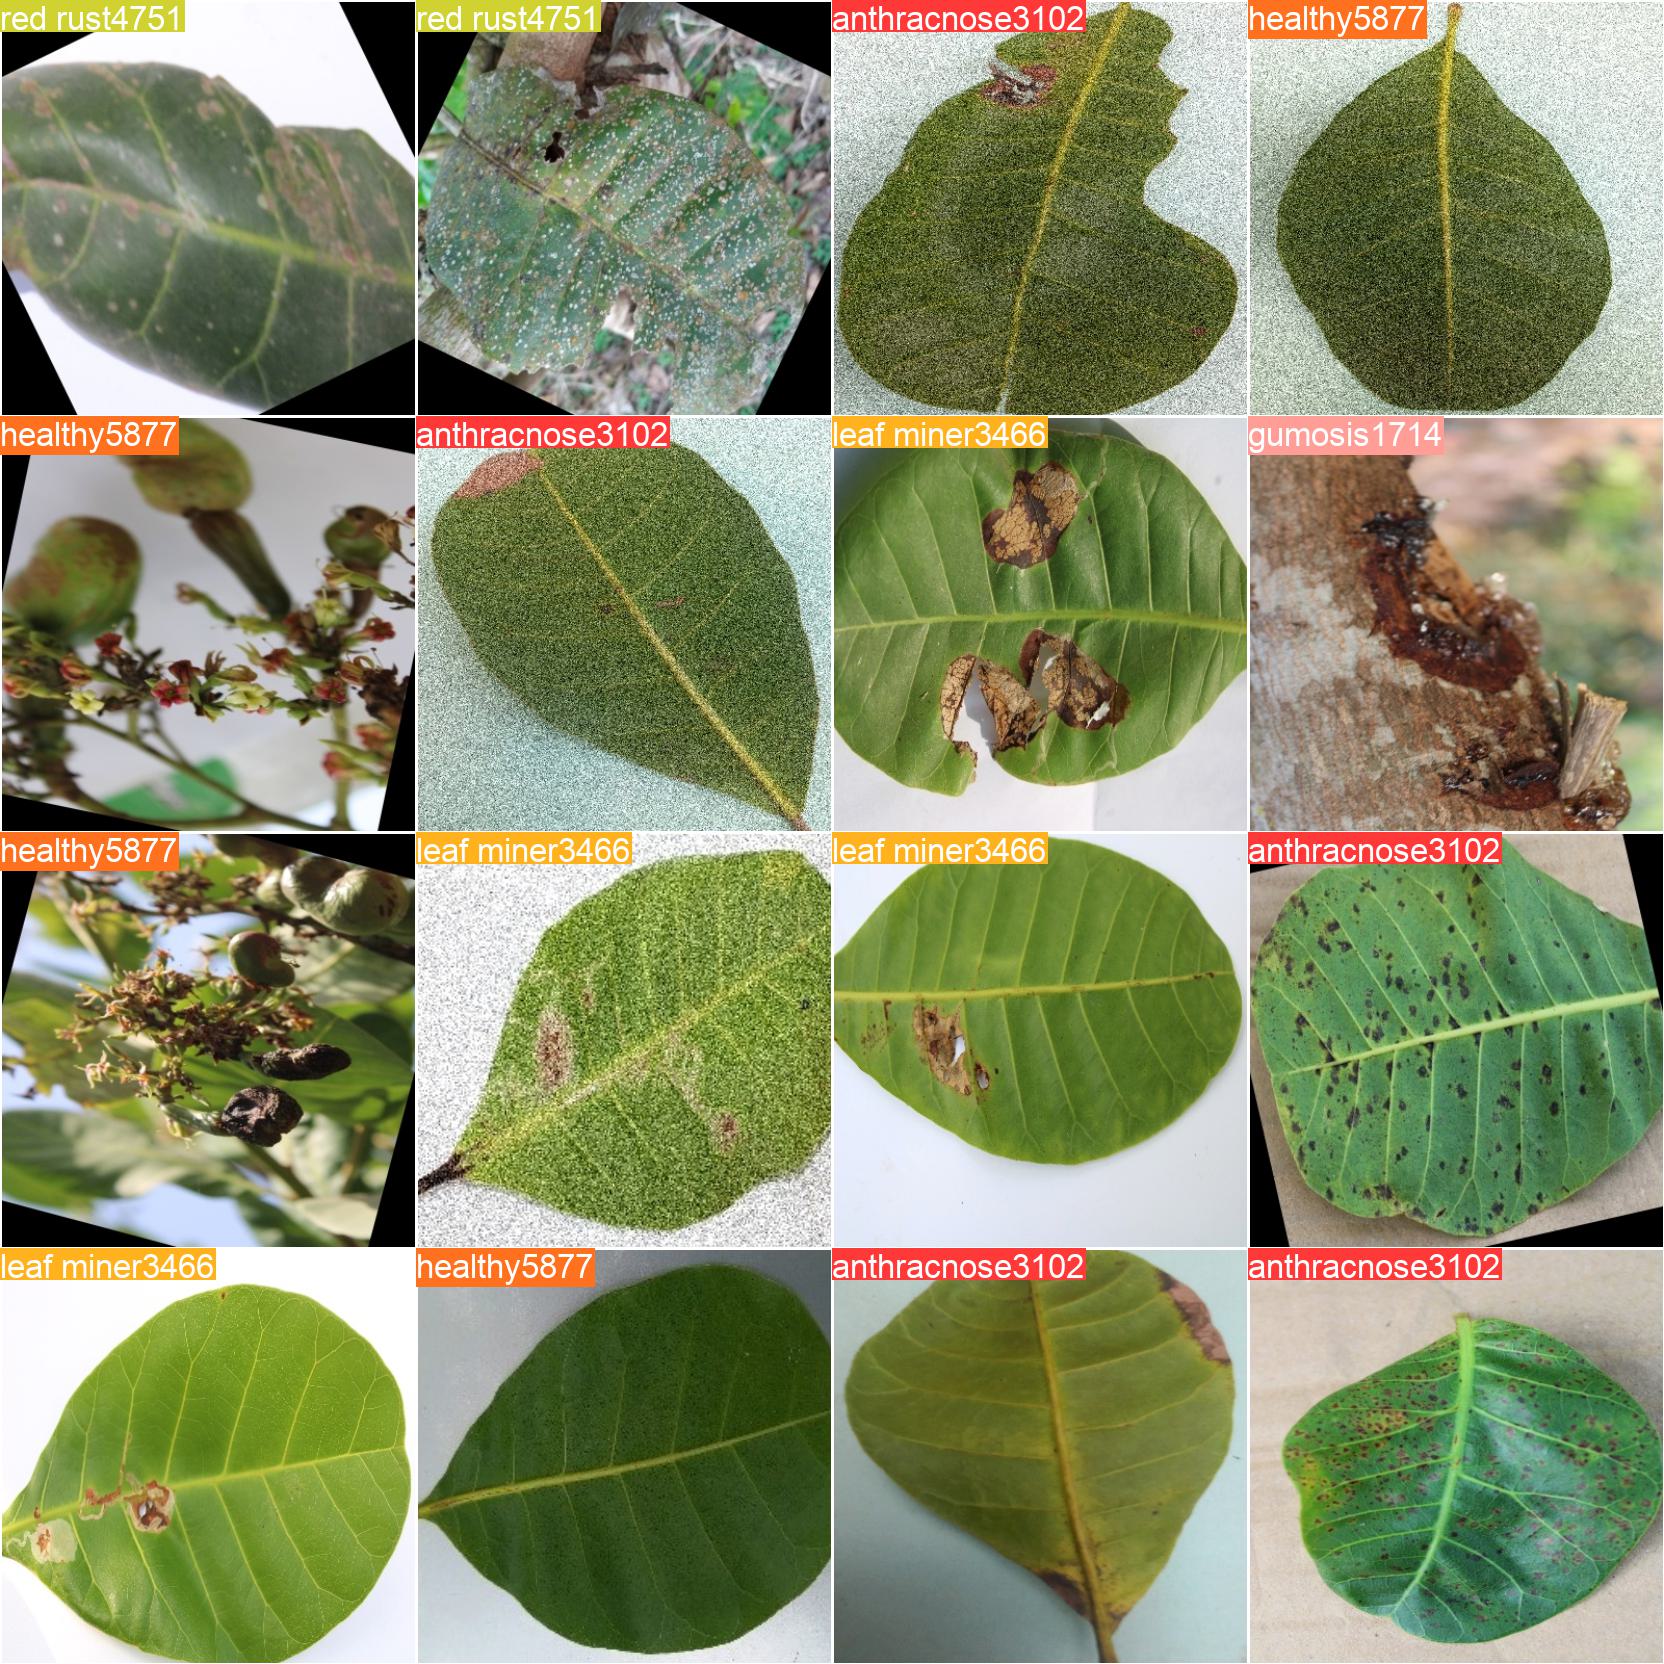 red rust4751
red rust4751
anthracnose3102
healthy5877
healthy5877
anthracnose3102
leaf miner3466
gumosis1714
healthy5877
leaf miner3466
leaf miner3466
anthracnose3102
leaf miner3466
healthy5877
anthracnose3102
anthracnose3102